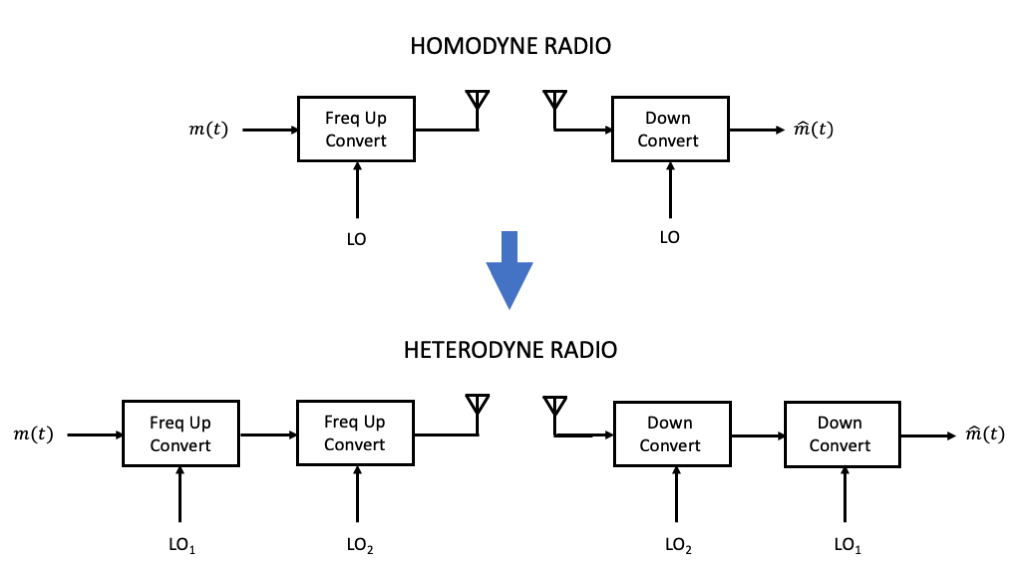 HOMODYNE RADIO
m(t)
Freq Up
Convert
Down
Convert
m̂(t)
LO
LO
HETERODYNE RADIO
m(t)
Freq Up
Convert
Freq Up
Convert
Down
Convert
Down
Convert
m̂(t)
LO₁
LO₂
LO₂
LO₁